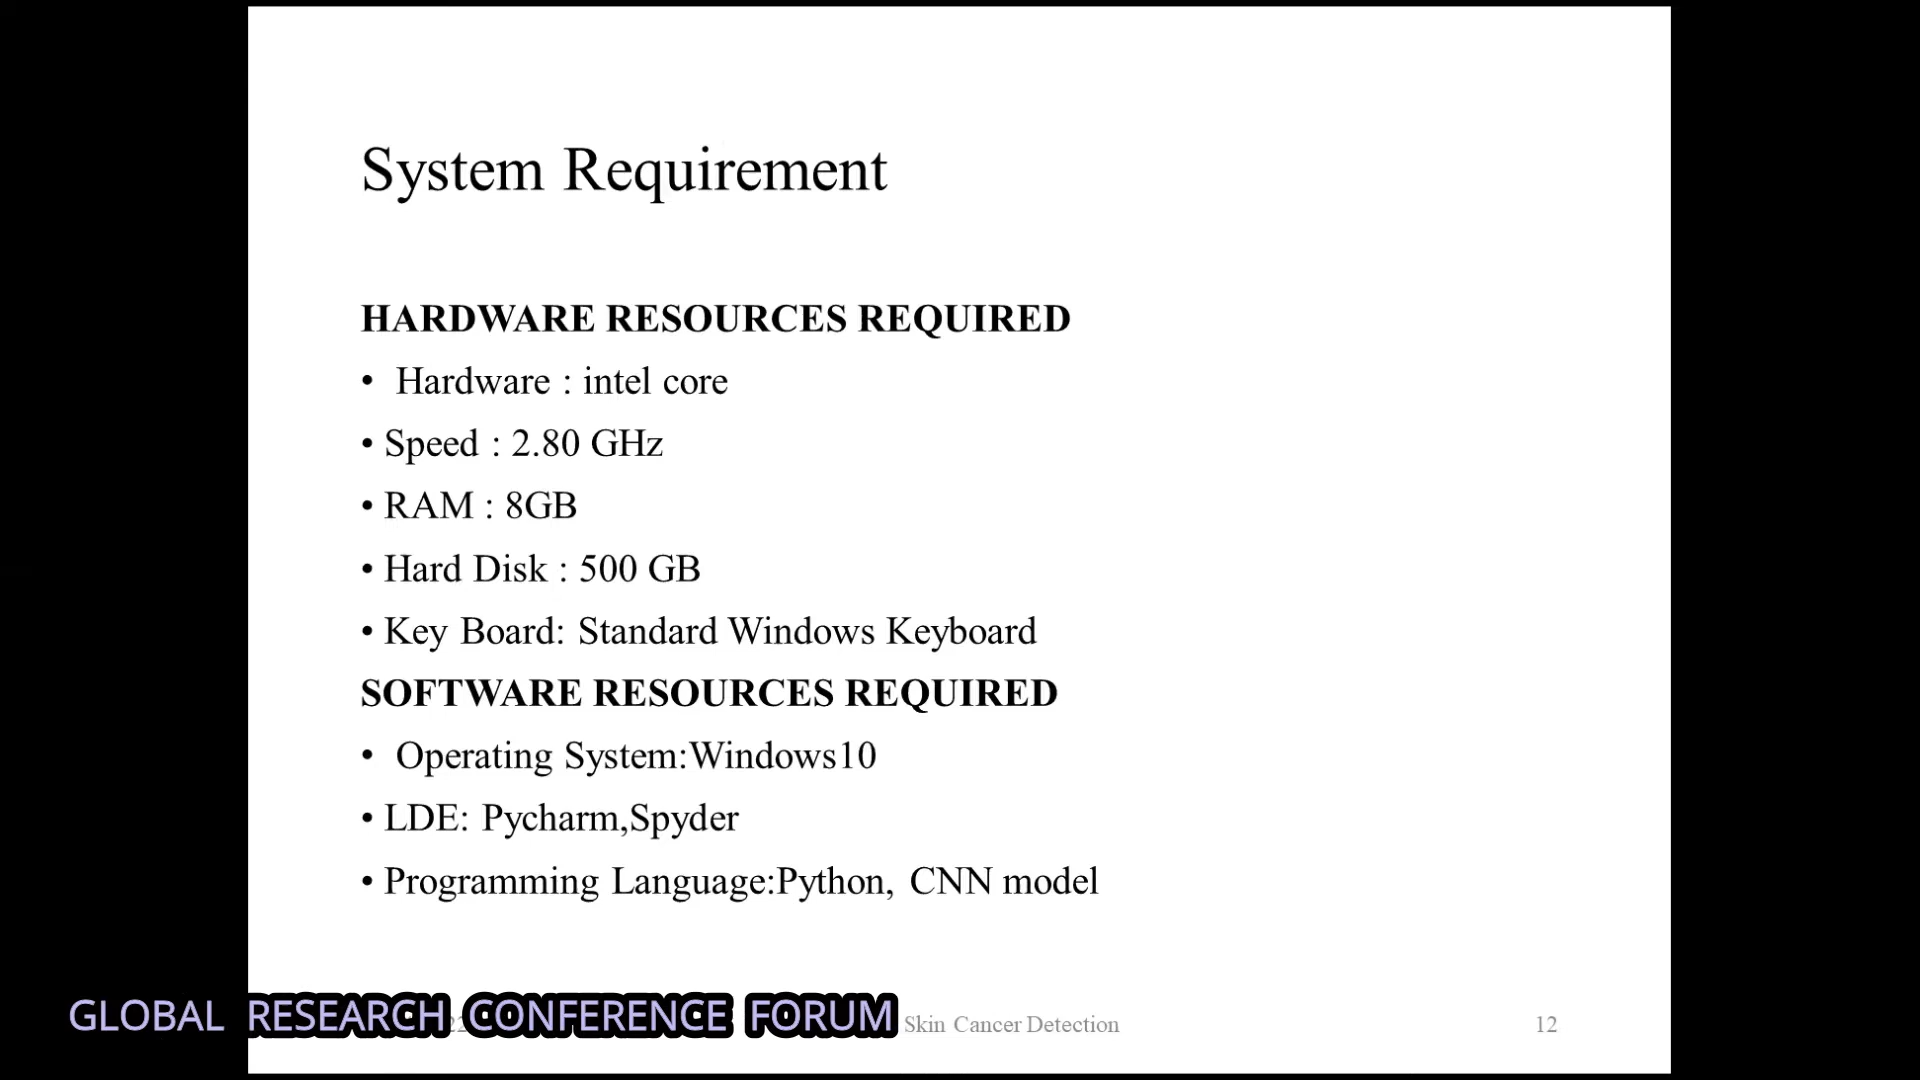 System Requirement
HARDWARE RESOURCES REQUIRED
• Hardware : intel core
• Speed : 2.80 GHz
• RAM : 8GB
• Hard Disk : 500 GB
• Key Board: Standard Windows Keyboard
SOFTWARE RESOURCES REQUIRED
• Operating System:Windows10
• LDE: Pycharm,Spyder
• Programming Language:Python, CNN model
GLOBAL RESEARCH CONFERENCE FORUM
Skin Cancer Detection
12